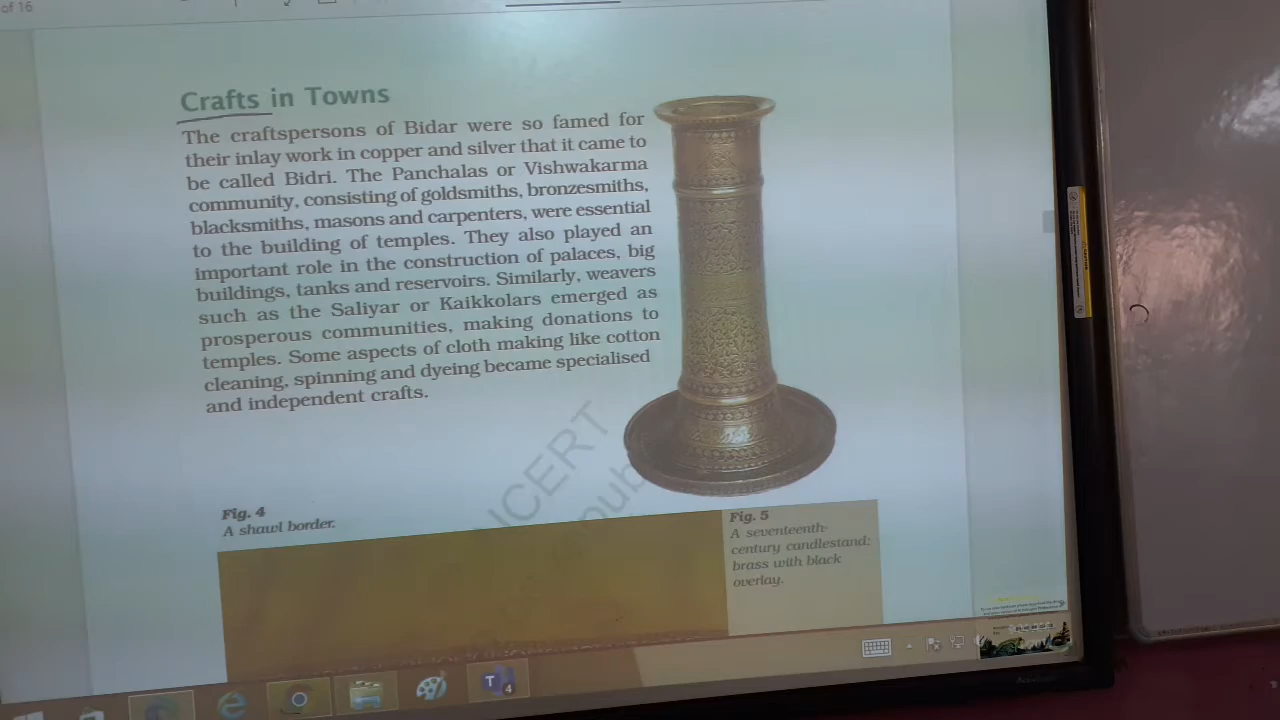 of 16
Crafts in Towns
The craftspersons of Bidar were so famed for
their inlay work in copper and silver that it came to
be called Bidri. The Panchalas or Vishwakarma
community, consisting of goldsmiths, bronzesmiths,
blacksmiths, masons and carpenters, were essential
to the building of temples. They also played an
important role in the construction of palaces, big
buildings, tanks and reservoirs. Similarly, weavers
such as the Saliyar or Kaikkolars emerged as
prosperous communities, making donations to
temples. Some aspects of cloth making like cotton
cleaning, spinning and dyeing became specialised
and independent crafts.
NCERT
pub
Fig. 4
A shawl border.
Fig. 5
A seventeenth-
century candlestand;
brass with black
overlay.
T
4